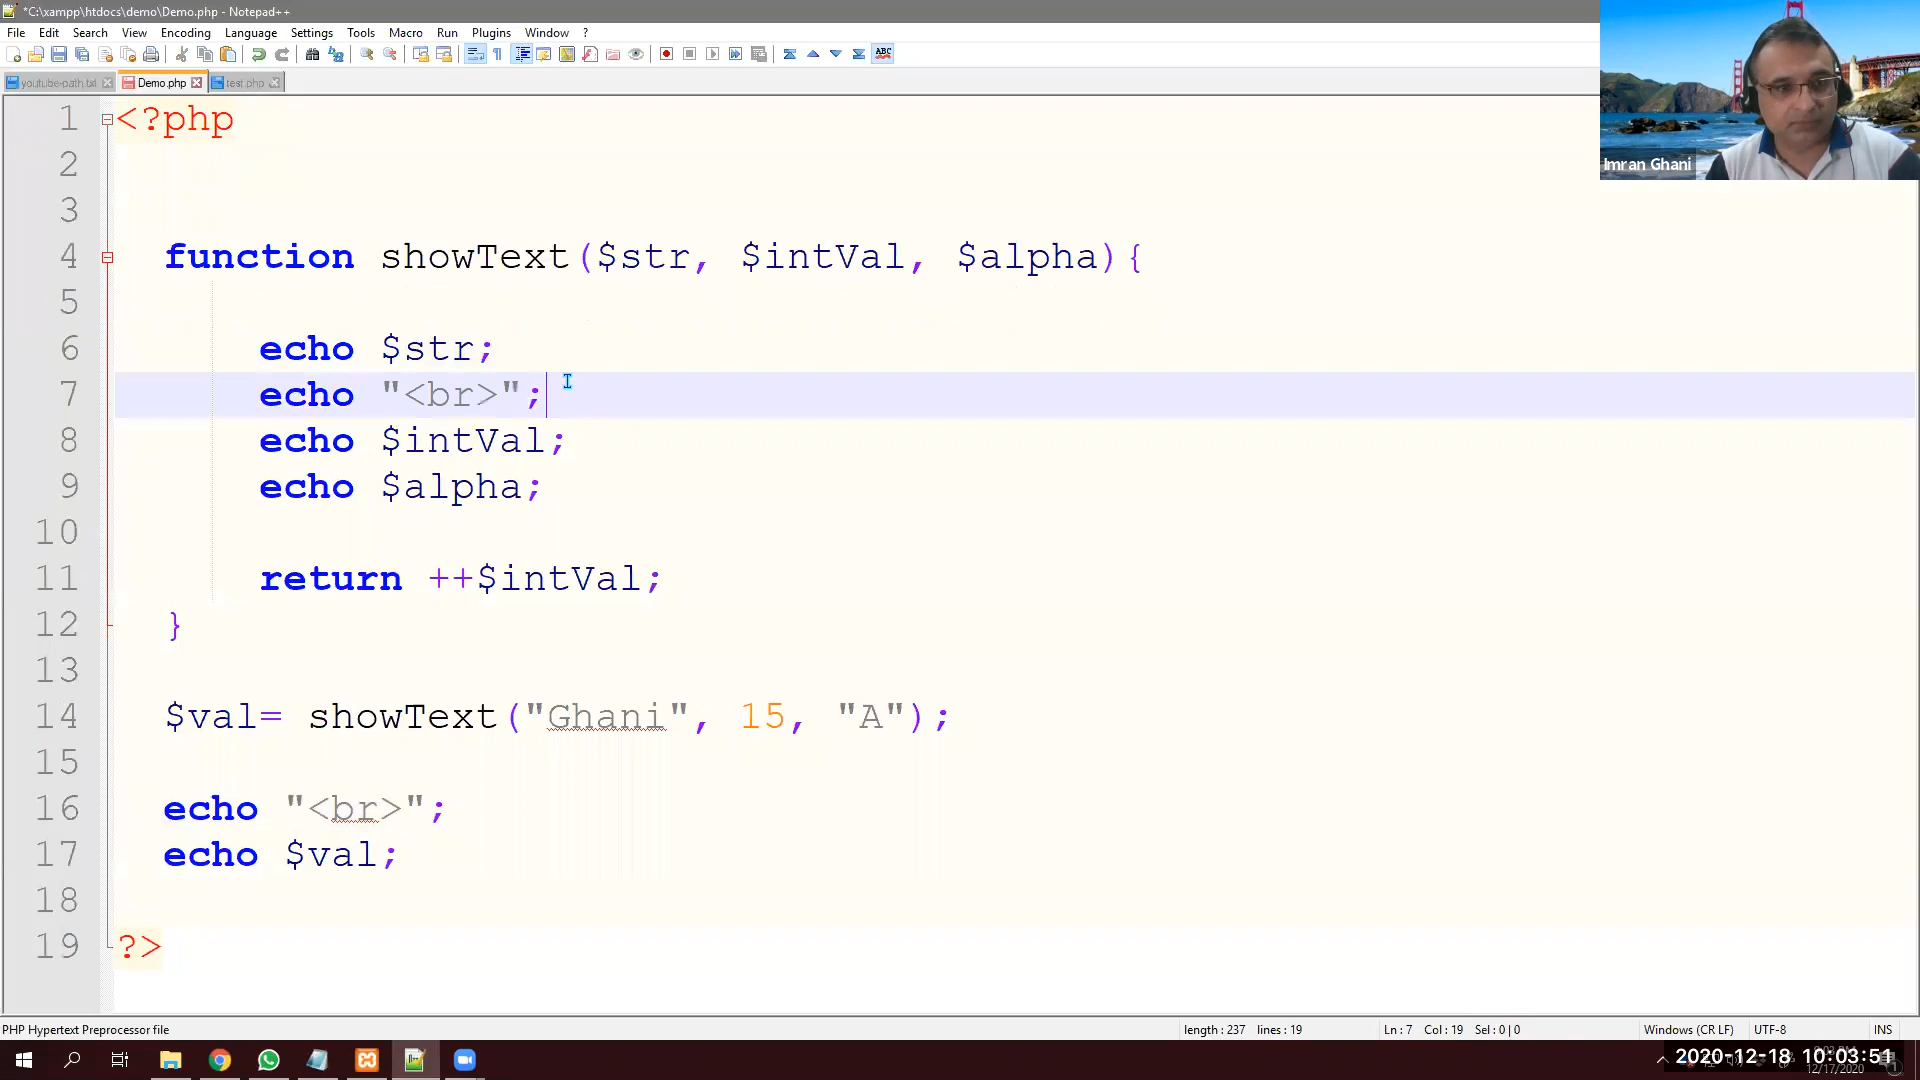 *C:\xampp\htdocs\demo\Demo.php - Notepad++
File Edit Search View Encoding Language Settings Tools Macro Run Plugins Window ?
youtube-path.txt Demo.php test.php
Imran Ghani
1 <?php
2
3
4 function showText($str, $intVal, $alpha){
5
6 echo $str;
7 echo "<br>";
8 echo $intVal;
9 echo $alpha;
10
11 return ++$intVal;
12 }
13
14 $val= showText("Ghani", 15, "A");
15
16 echo "<br>";
17 echo $val;
18
19 ?>
PHP Hypertext Preprocessor file length : 237 lines : 19 Ln : 7 Col : 19 Sel : 0 | 0 Windows (CR LF) UTF-8 INS
2020-12-18 10:03:51
12/17/2020